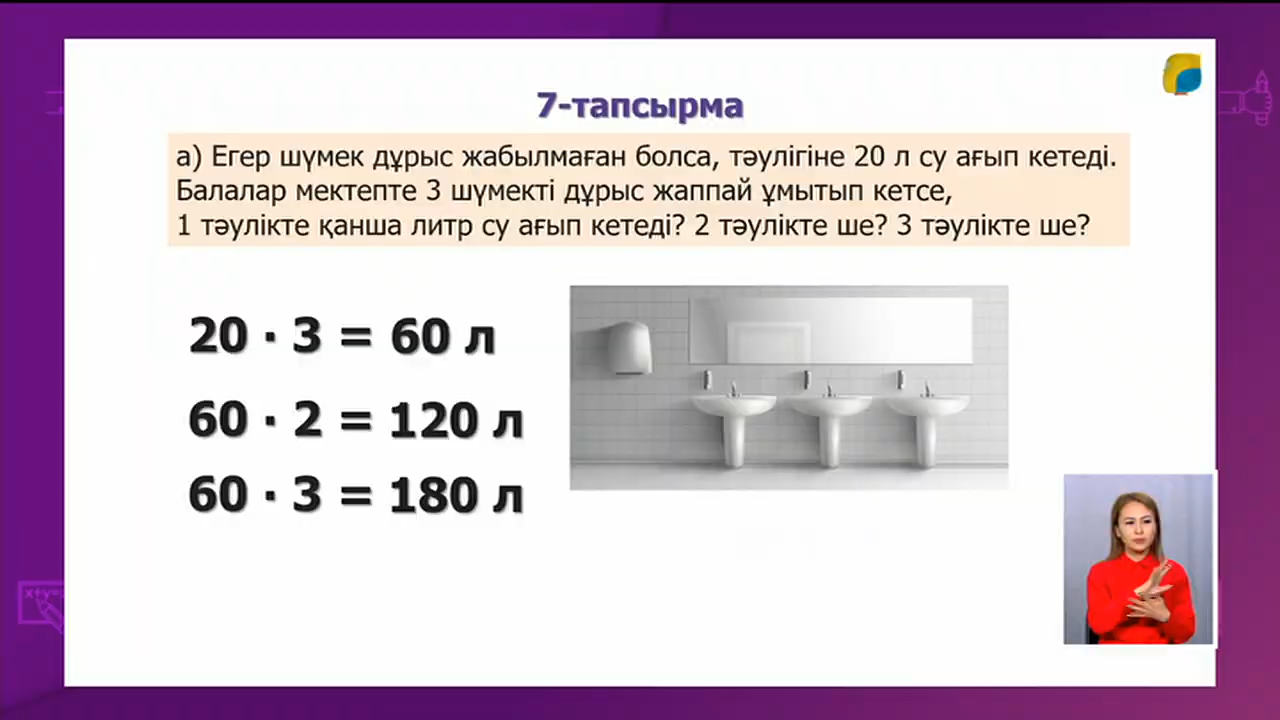 7-тапсырма
а) Егер шүмек дұрыс жабылмаған болса, тәулігіне 20 л су ағып кетеді.
Балалар мектепте 3 шүмекті дұрыс жаппай ұмытып кетсе,
1 тәулікте қанша литр су ағып кетеді? 2 тәулікте ше? 3 тәулікте ше?
20 · 3 = 60 л
60 · 2 = 120 л
60 · 3 = 180 л
x+y=